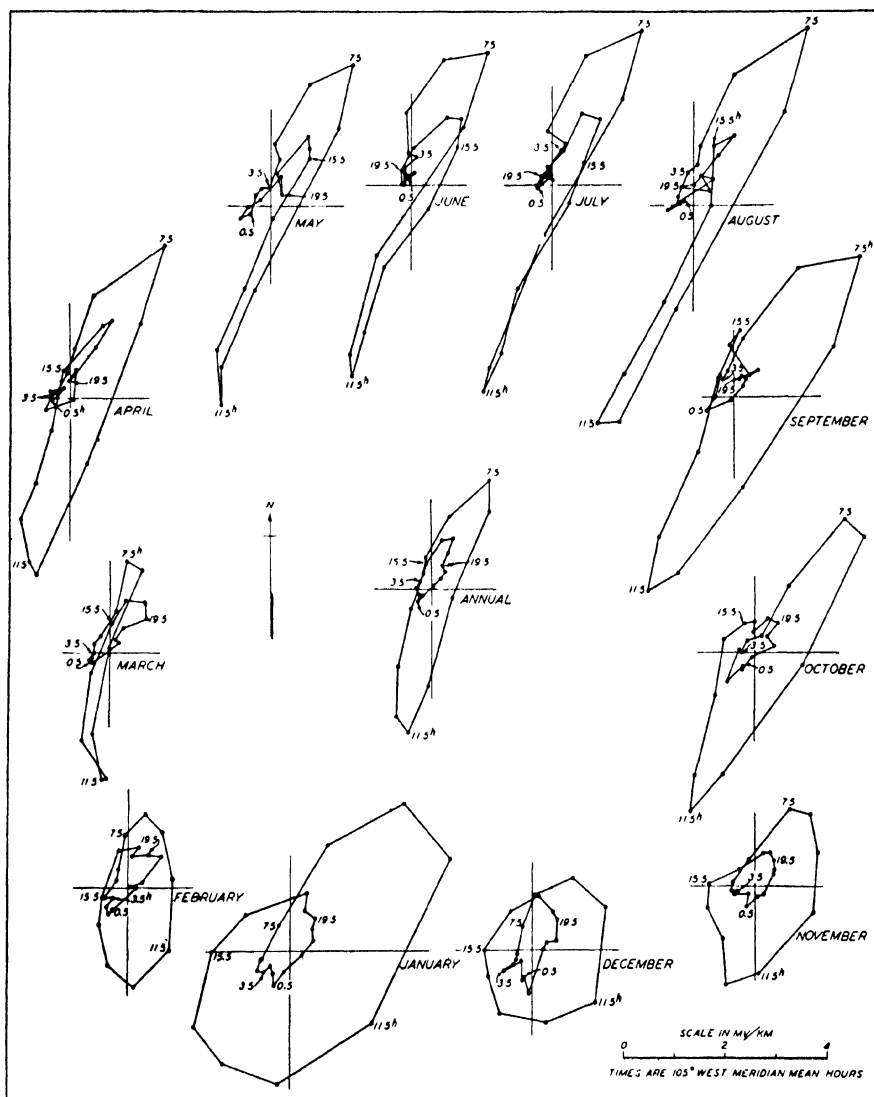 7.5
3.5
15.5
19.5
0.5
MAY
11.5ʰ
7.5
19.5
3.5
15.5
0.5
JUNE
11.5ʰ
7.5
19.5
15.5
0.5
JULY
11.5ʰ
7.5
15.5ʰ
3.5
19.5
0.5
AUGUST
11.5
7.5
15.5
19.5
3.5
0.5ʰ
APRIL
11.5ʰ
7.5ʰ
15.5
3.5
19.5
0.5
SEPTEMBER
11.5ʰ
N
7.5ʰ
15.5
19.5
3.5
0.5
MARCH
11.5
7.5
15.5
19.5
3.5
0.5
ANNUAL
11.5ʰ
7.5
15.5
19.5
3.5
0.5
OCTOBER
11.5ʰ
7.5
19.5
15.5
3.5ʰ
0.5
FEBRUARY
11.5
7.5
19.5
15.5
3.5
0.5
JANUARY
11.5ʰ
7.5
19.5
15.5
3.5
0.5
DECEMBER
11.5ʰ
7.5
19.5
15.5
3.5
0.5
NOVEMBER
11.5ʰ
SCALE IN MV/KM
0 2 4
TIMES ARE 105° WEST MERIDIAN MEAN HOURS